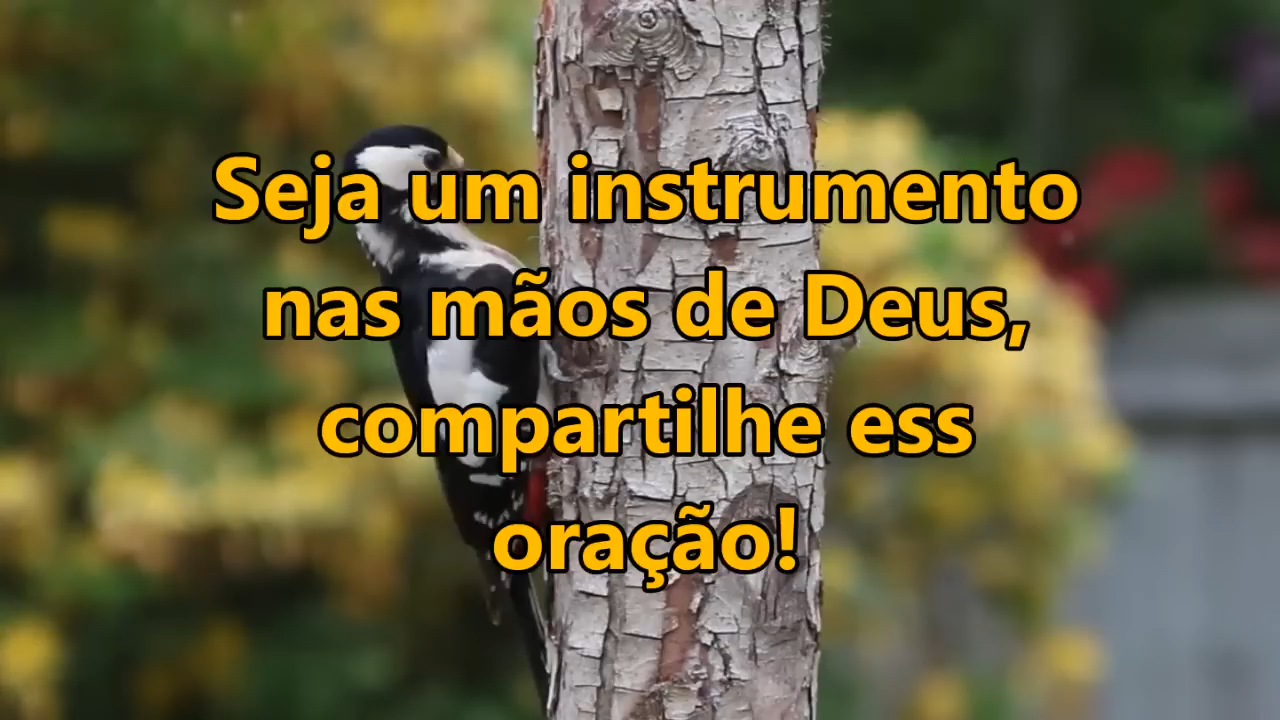 Seja um instrumento
nas mãos de Deus,
compartilhe ess
oração!